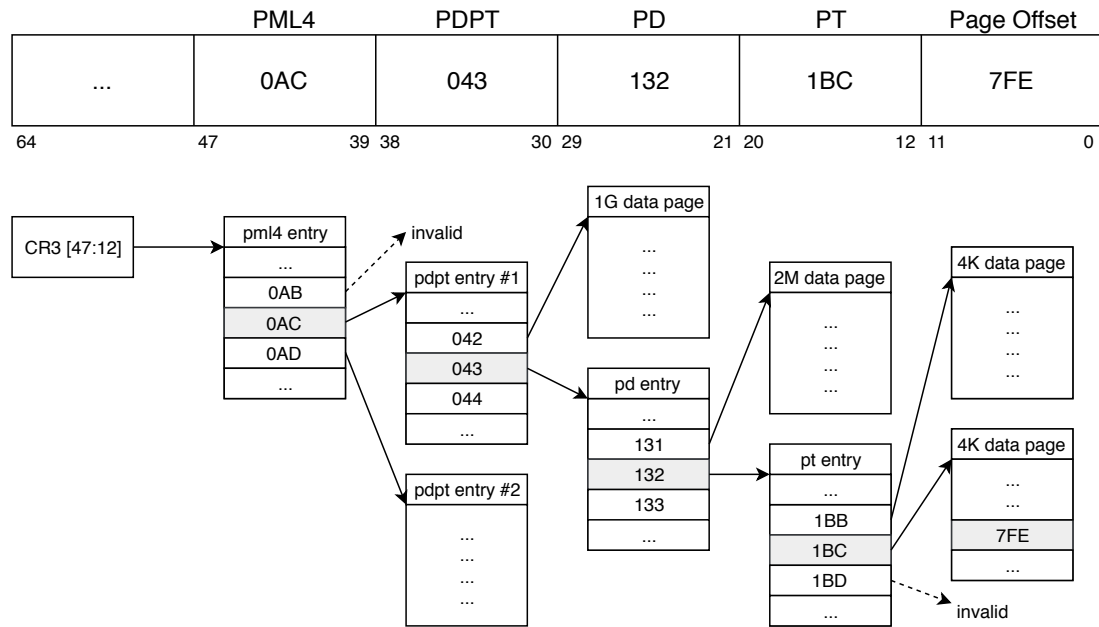 PML4 PDPT PD PT Page Offset
... 0AC 043 132 1BC 7FE
64 47 39 38 30 29 21 20 12 11 0
CR3 [47:12]
pml4 entry
...
0AB
0AC
0AD
...
invalid
pdpt entry #1
...
042
043
044
...
pdpt entry #2
...
...
...
...
1G data page
...
...
...
...
pd entry
...
131
132
133
...
2M data page
...
...
...
...
pt entry
...
1BB
1BC
1BD
...
4K data page
...
...
...
...
4K data page
...
...
7FE
...
invalid